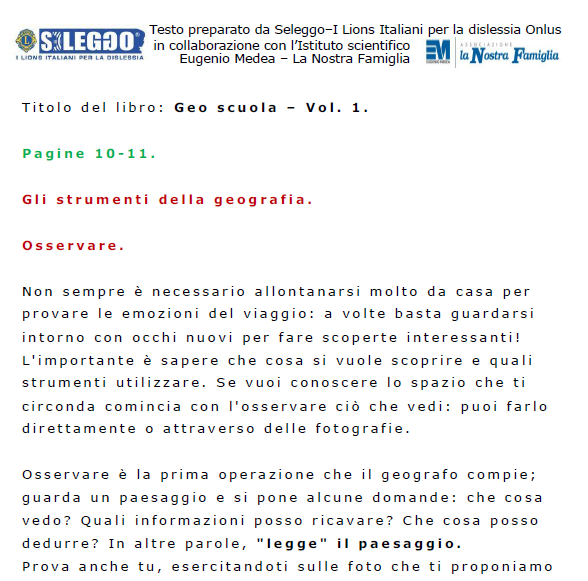 SELEGGO
I LIONS ITALIANI PER LA DISLESSIA
Testo preparato da Seleggo–I Lions Italiani per la dislessia Onlus
in collaborazione con l’Istituto scientifico
Eugenio Medea – La Nostra Famiglia
EM
EUGENIO MEDEA
ASSOCIAZIONE
la Nostra Famiglia
Titolo del libro: Geo scuola – Vol. 1.
Pagine 10-11.
Gli strumenti della geografia.
Osservare.
Non sempre è necessario allontanarsi molto da casa per
provare le emozioni del viaggio: a volte basta guardarsi
intorno con occhi nuovi per fare scoperte interessanti!
L'importante è sapere che cosa si vuole scoprire e quali
strumenti utilizzare. Se vuoi conoscere lo spazio che ti
circonda comincia con l'osservare ciò che vedi: puoi farlo
direttamente o attraverso delle fotografie.
Osservare è la prima operazione che il geografo compie;
guarda un paesaggio e si pone alcune domande: che cosa
vedo? Quali informazioni posso ricavare? Che cosa posso
dedurre? In altre parole, "legge" il paesaggio.
Prova anche tu, esercitandoti sulle foto che ti proponiamo